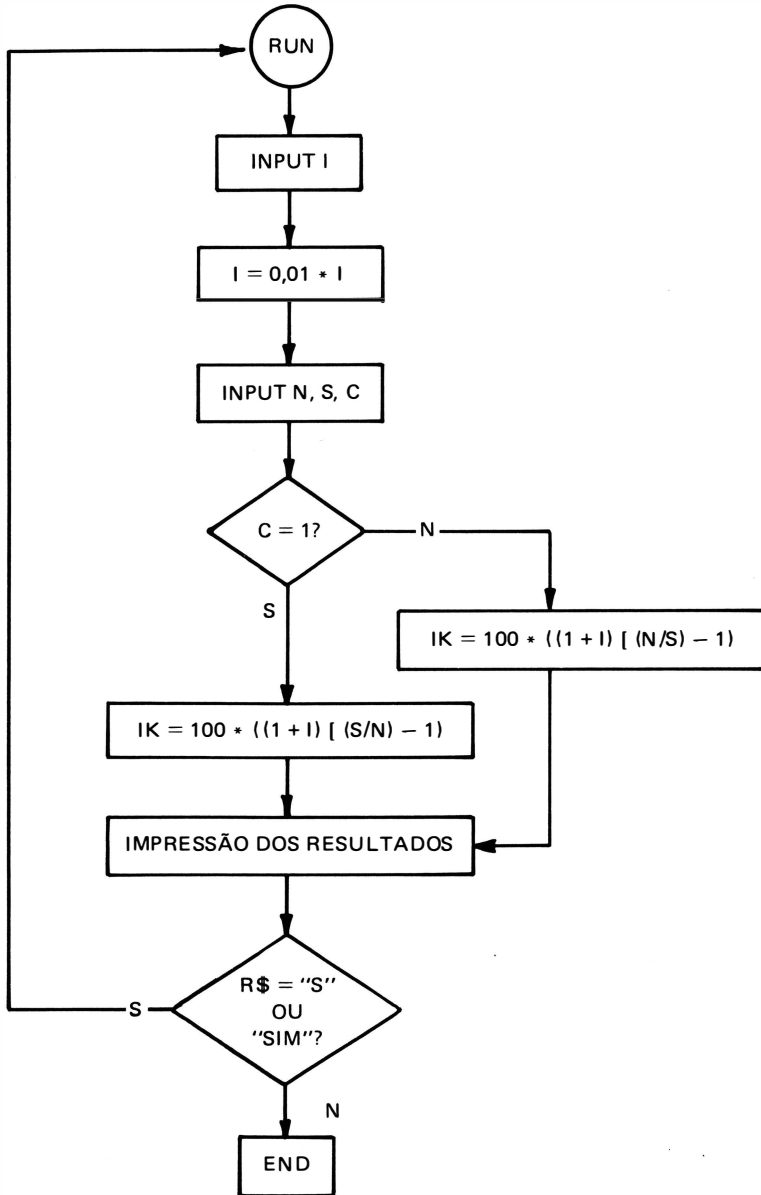 RUN
INPUT I
I = 0,01 * I
INPUT N, S, C
C = 1?
N
S
IK = 100 * ((1 + I) [ (N/S) − 1)
IK = 100 * ((1 + I) [ (S/N) − 1)
IMPRESSÃO DOS RESULTADOS
R$ = "S"
OU
"SIM"?
S
N
END